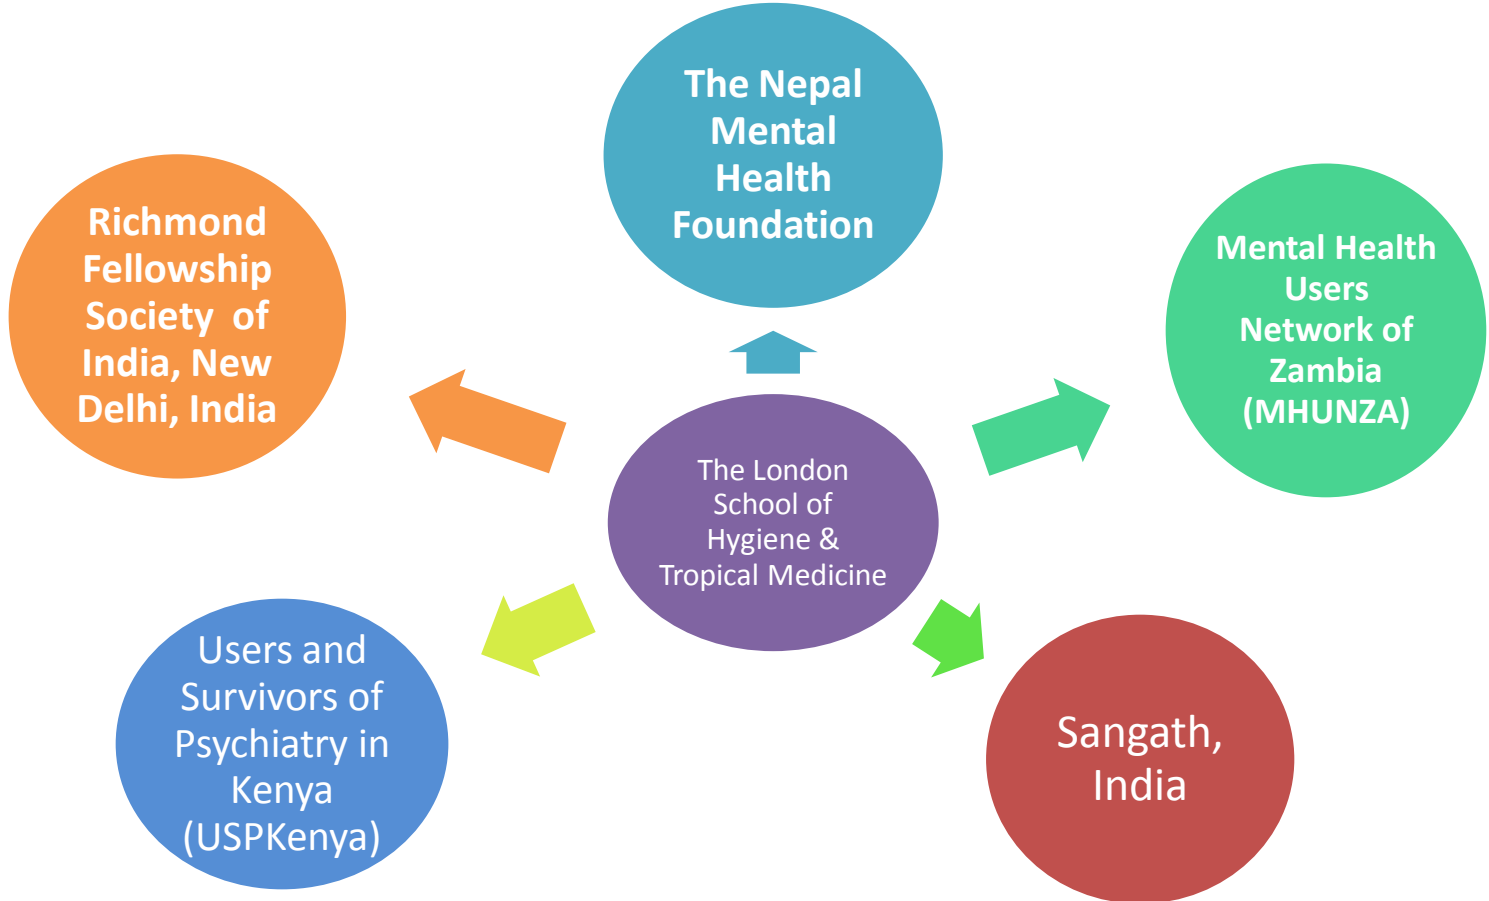 The Nepal
Mental
Health
Foundation
Richmond
Fellowship
Society of
India, New
Delhi, India
Mental Health
Users
Network of
Zambia
(MHUNZA)
The London
School of
Hygiene &
Tropical Medicine
Users and
Survivors of
Psychiatry in
Kenya
(USPKenya)
Sangath,
India